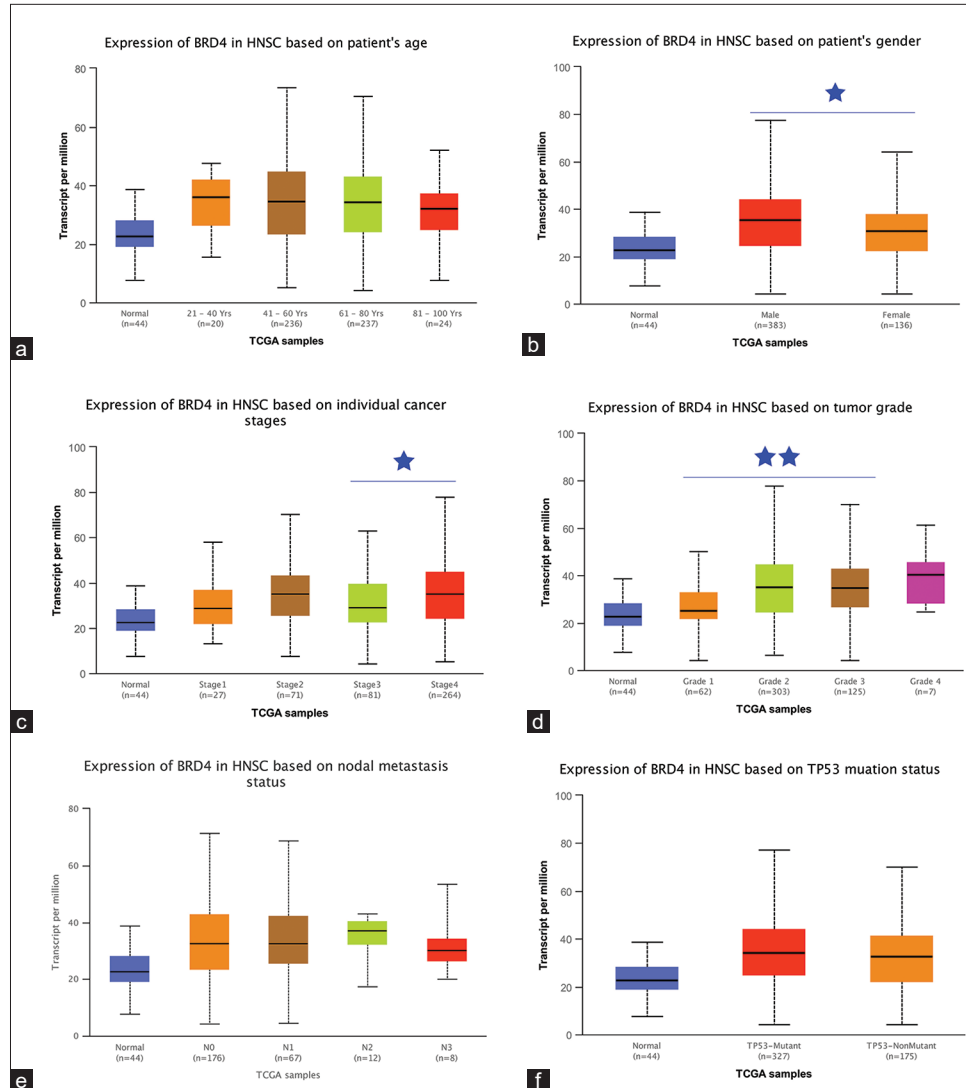 Expression of BRD4 in HNSC based on patient's age
80
60
40
20
0
Transcript per million
Normal
(n=44)
21 – 40 Yrs
(n=20)
41 – 60 Yrs
(n=236)
61 – 80 Yrs
(n=237)
81 – 100 Yrs
(n=24)
TCGA samples
a
Expression of BRD4 in HNSC based on patient's gender
100
80
60
40
20
0
Transcript per million
Normal
(n=44)
Male
(n=383)
Female
(n=136)
TCGA samples
b
Expression of BRD4 in HNSC based on individual cancer
stages
100
80
60
40
20
0
Transcript per million
Normal
(n=44)
Stage1
(n=27)
Stage2
(n=71)
Stage3
(n=81)
Stage4
(n=264)
TCGA samples
c
Expression of BRD4 in HNSC based on tumor grade
100
80
60
40
20
0
Transcript per million
Normal
(n=44)
Grade 1
(n=62)
Grade 2
(n=303)
Grade 3
(n=125)
Grade 4
(n=7)
TCGA samples
d
Expression of BRD4 in HNSC based on nodal metastasis
status
80
60
40
20
0
Transcript per million
Normal
(n=44)
N0
(n=176)
N1
(n=67)
N2
(n=12)
N3
(n=8)
TCGA samples
e
Expression of BRD4 in HNSC based on TP53 muation status
100
80
60
40
20
0
Transcript per million
Normal
(n=44)
TP53–Mutant
(n=327)
TP53–NonMutant
(n=175)
TCGA samples
f